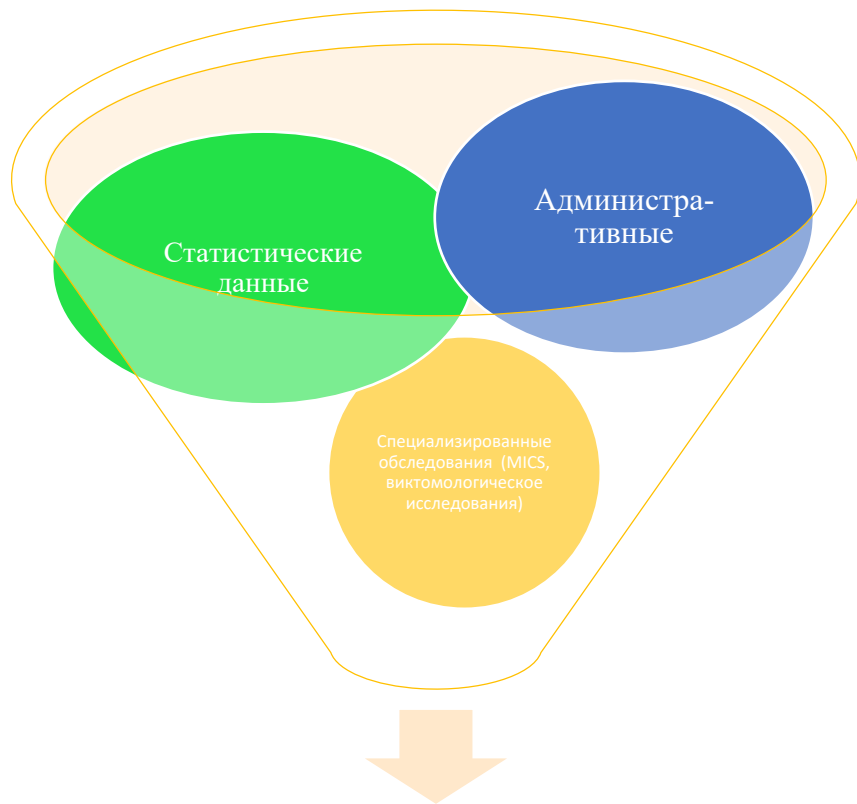 Статистические
данные
Администра-
тивные
Специализированные
обследования (MICS,
виктомологическое
исследования)